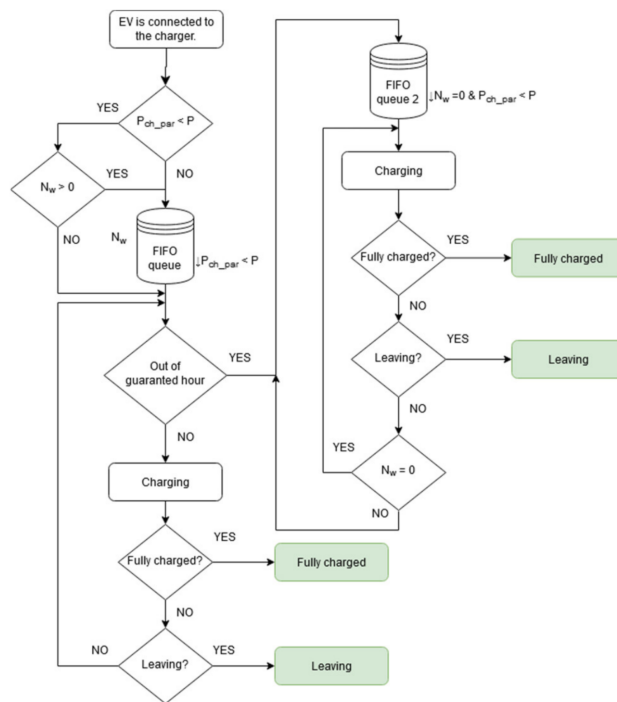 EV is connected to
the charger.
YES
P_ch_par < P
NO
N_w > 0
YES
NO
N_w
FIFO
queue
↓P_ch_par < P
Out of
guaranted hour
YES
NO
Charging
Fully charged?
YES
Fully charged
NO
Leaving?
NO
YES
Leaving
FIFO
queue 2
↓N_w =0 & P_ch_par < P
Charging
Fully charged?
YES
Fully charged
NO
Leaving?
YES
Leaving
NO
N_w = 0
YES
NO